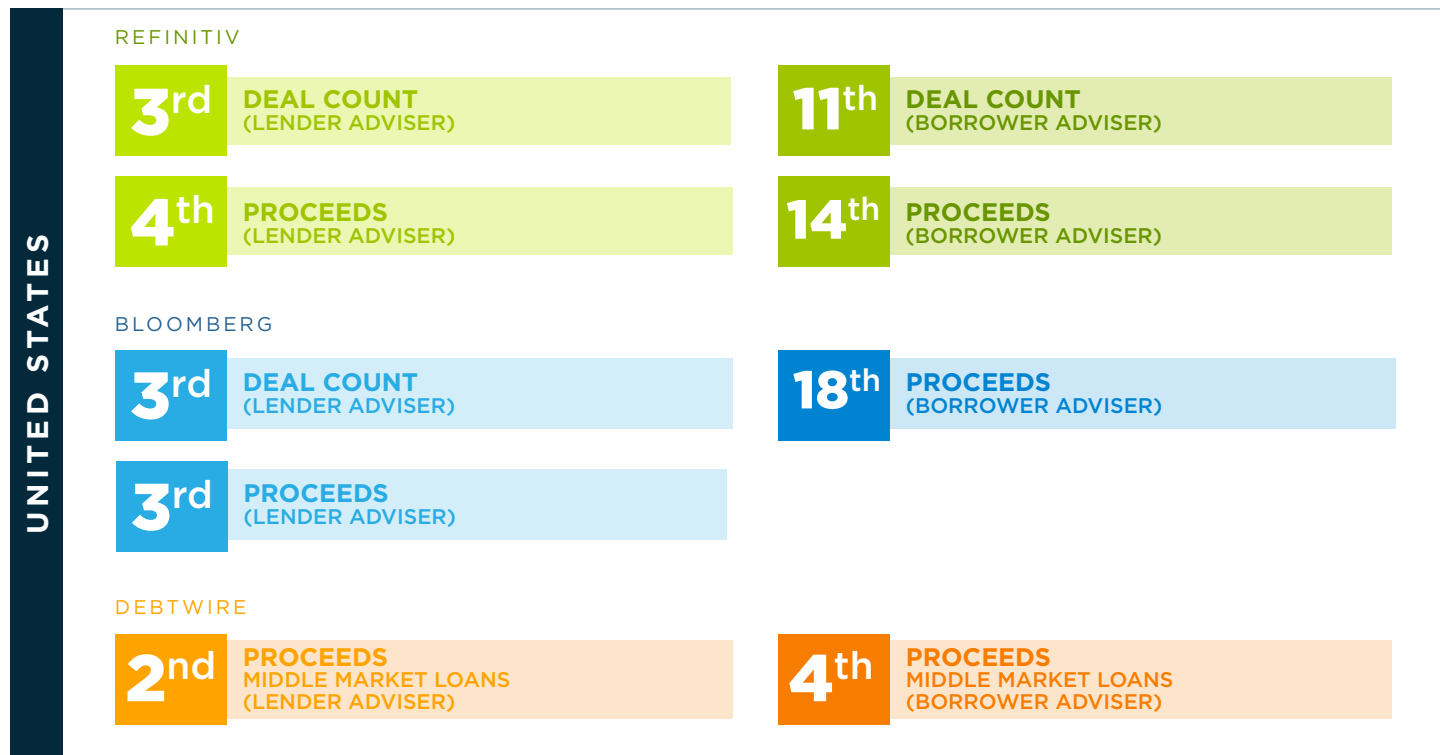 UNITED STATES
REFINITIV
3rd
DEAL COUNT
(LENDER ADVISER)
11th
DEAL COUNT
(BORROWER ADVISER)
4th
PROCEEDS
(LENDER ADVISER)
14th
PROCEEDS
(BORROWER ADVISER)
BLOOMBERG
3rd
DEAL COUNT
(LENDER ADVISER)
18th
PROCEEDS
(BORROWER ADVISER)
3rd
PROCEEDS
(LENDER ADVISER)
DEBTWIRE
2nd
PROCEEDS
MIDDLE MARKET LOANS
(LENDER ADVISER)
4th
PROCEEDS
MIDDLE MARKET LOANS
(BORROWER ADVISER)